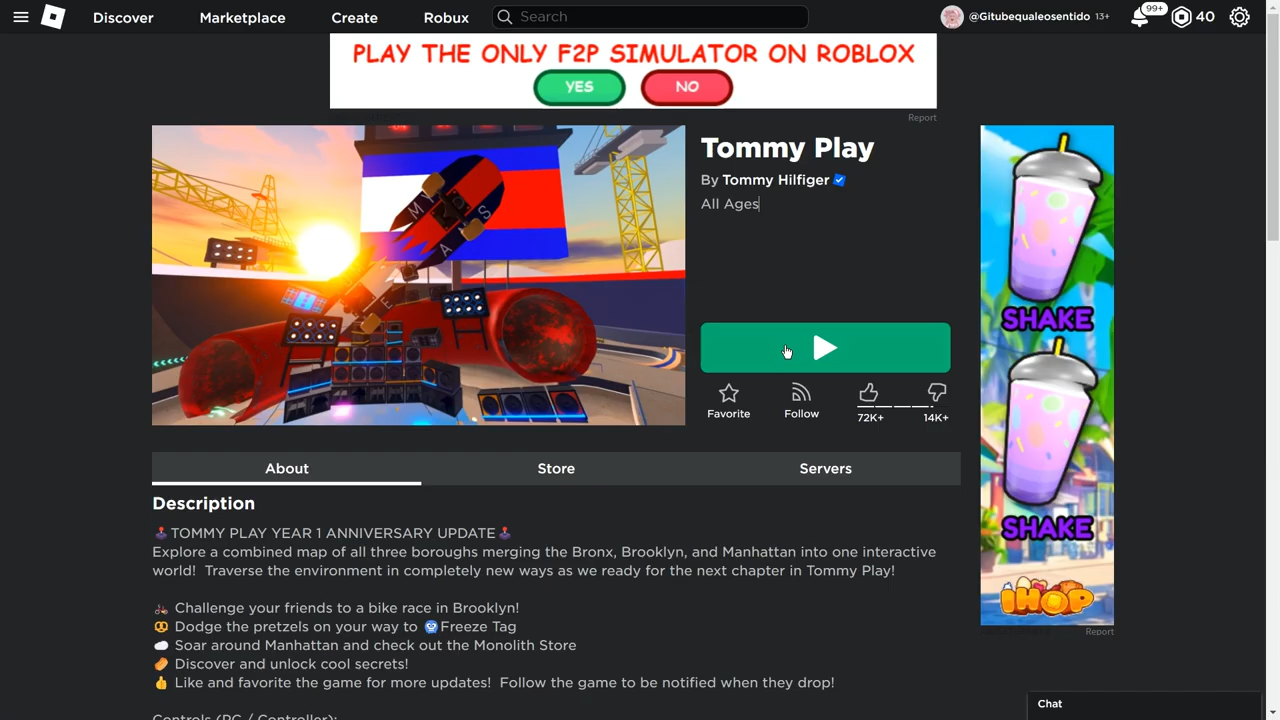 Discover
Marketplace
Create
Robux
Search
@Gitubequaleosentido 13+
99+
40
PLAY THE ONLY F2P SIMULATOR ON ROBLOX
YES
NO
Report
Tommy Play
By Tommy Hilfiger
All Ages
Favorite
Follow
72K+
14K+
SHAKE
SHAKE
IHOP
Report
About
Store
Servers
Description
🕹️TOMMY PLAY YEAR 1 ANNIVERSARY UPDATE🕹️
Explore a combined map of all three boroughs merging the Bronx, Brooklyn, and Manhattan into one interactive
world! Traverse the environment in completely new ways as we ready for the next chapter in Tommy Play!
🚲 Challenge your friends to a bike race in Brooklyn!
🥨 Dodge the pretzels on your way to 🥶Freeze Tag
☁️ Soar around Manhattan and check out the Monolith Store
🥔 Discover and unlock cool secrets!
👍 Like and favorite the game for more updates! Follow the game to be notified when they drop!
Controls (PC / Controller):
Chat